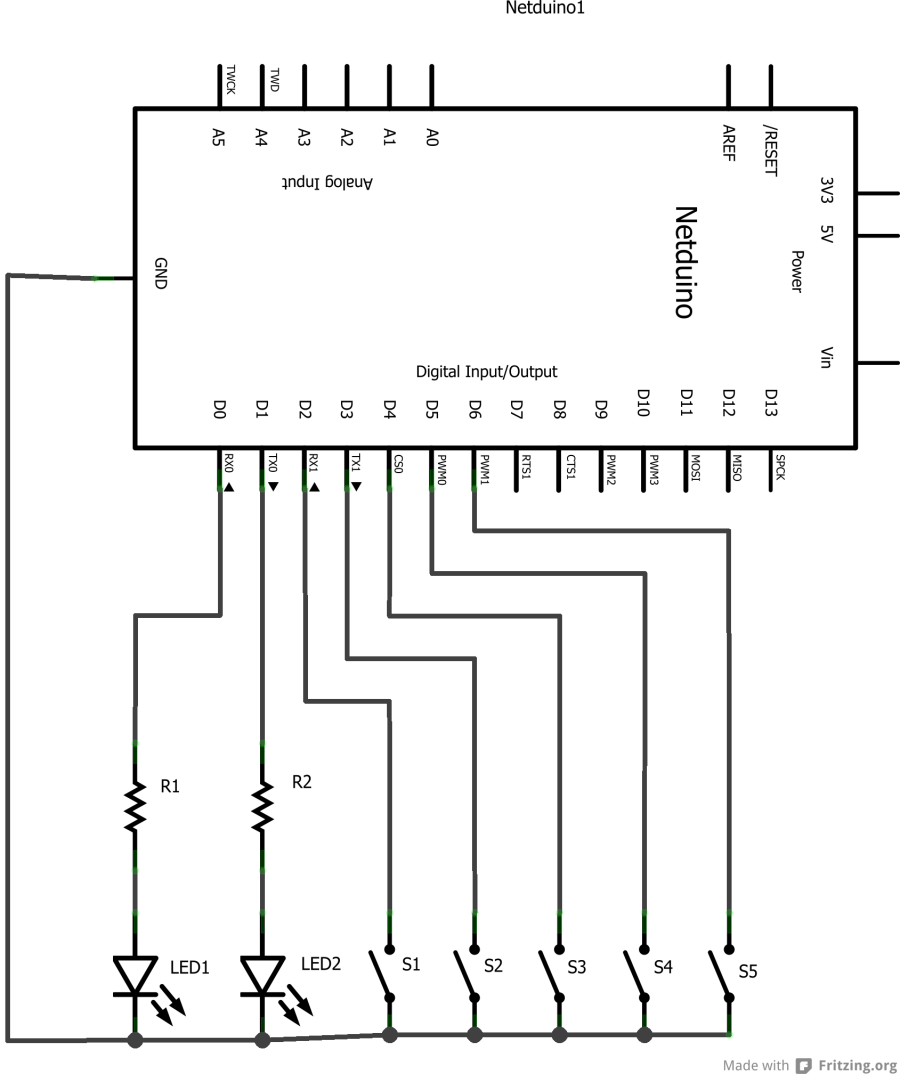 Netduino1
TWCK
TWD
A5
A4
A3
A2
A1
A0
AREF
/RESET
Analog Input
3V3
5V
Power
Netduino
GND
Vin
Digital Input/Output
D0
D1
D2
D3
D4
D5
D6
D7
D8
D9
D10
D11
D12
D13
RX0
TX0
RX1
TX1
CS0
PWM0
PWM1
RTS1
CTS1
PWM2
PWM3
MOSI
MISO
SPCK
R1
R2
LED1
LED2
S1
S2
S3
S4
S5
Made with Fritzing.org